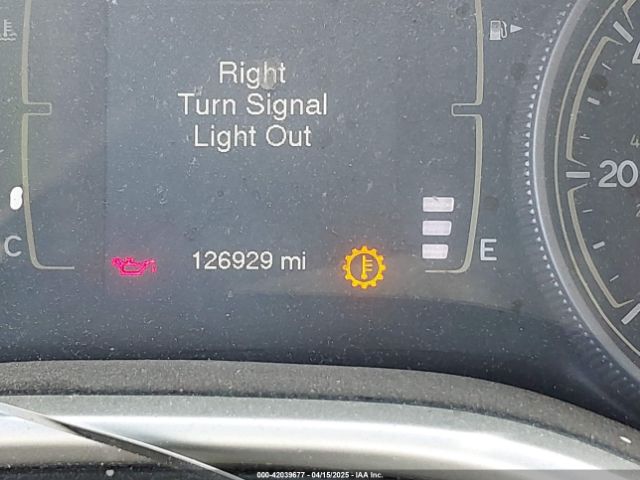 Right
Turn Signal
Light Out
C
126929 mi
E
20
000-42039677 - 04/15/2025 - IAA Inc.